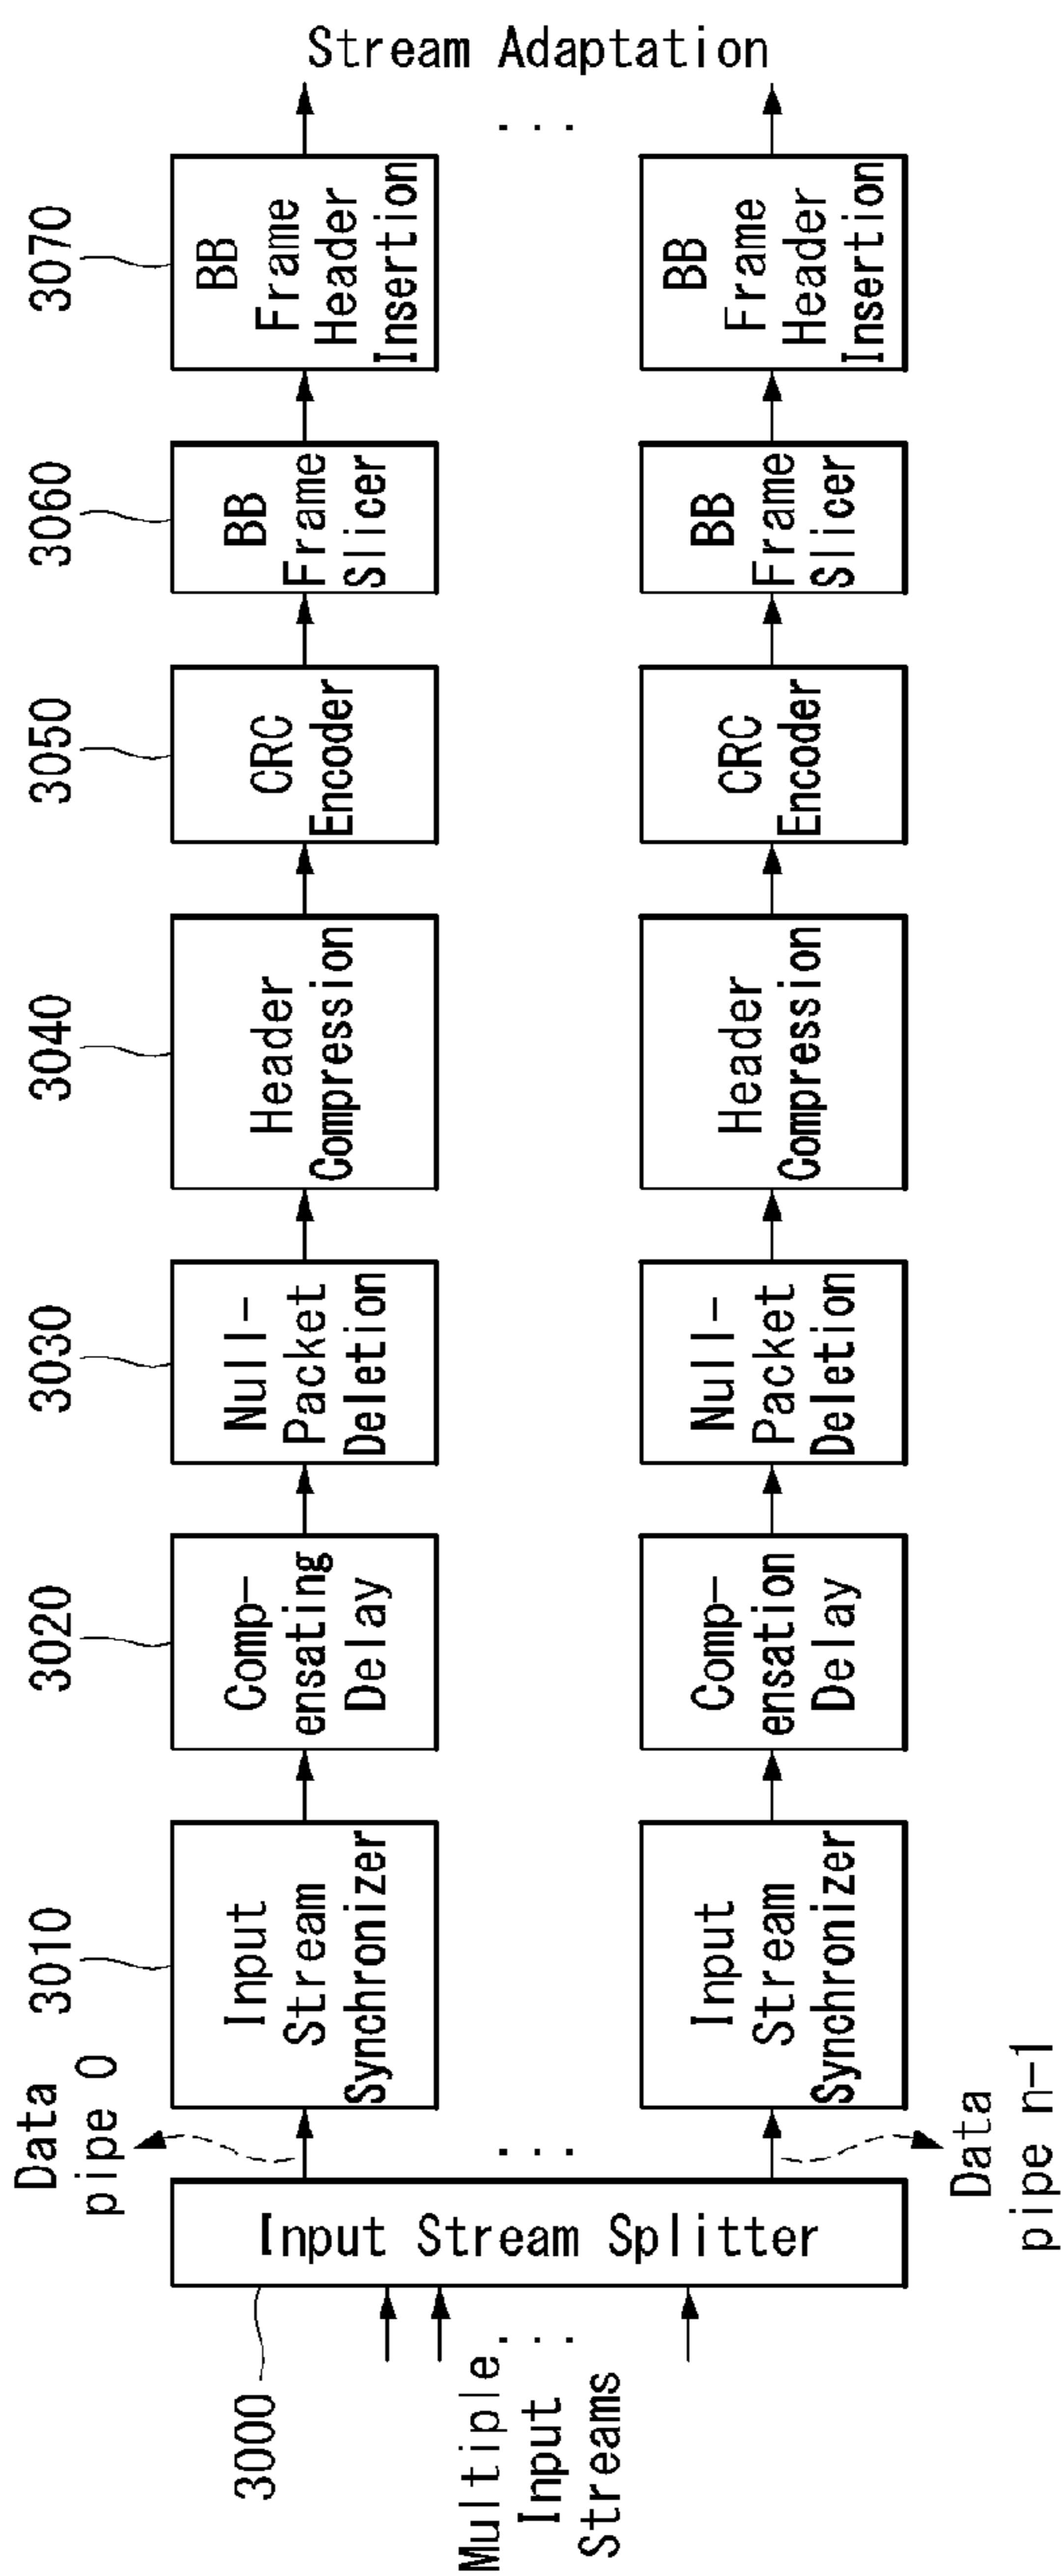 3000
3010
3020
3030
3040
3050
3060
3070
Data
pipe 0
Multiple
Input
Streams
...
Input Stream Splitter
...
Input
Stream
Synchronizer
Comp-
ensating
Delay
Null-
Packet
Deletion
Header
Compression
CRC
Encoder
BB
Frame
Slicer
BB
Frame
Header
Insertion
Stream Adaptation
...
Input
Stream
Synchronizer
Comp-
ensation
Delay
Null-
Packet
Deletion
Header
Compression
CRC
Encoder
BB
Frame
Slicer
BB
Frame
Header
Insertion
Data
pipe n-1